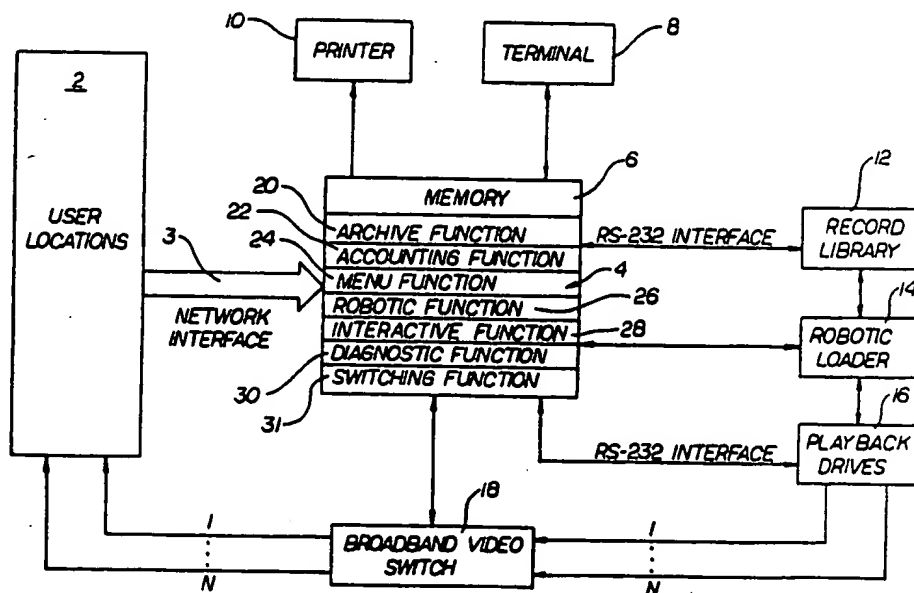 10
PRINTER
TERMINAL
8
2
USER
LOCATIONS
3
NETWORK
INTERFACE
6
MEMORY
20
ARCHIVE FUNCTION
22
ACCOUNTING FUNCTION
24
MENU FUNCTION
4
ROBOTIC FUNCTION
26
INTERACTIVE FUNCTION
28
DIAGNOSTIC FUNCTION
30
SWITCHING FUNCTION
31
RS-232 INTERFACE
12
RECORD
LIBRARY
14
ROBOTIC
LOADER
16
PLAYBACK
DRIVES
RS-232 INTERFACE
18
BROADBAND VIDEO
SWITCH
1
N
1
N